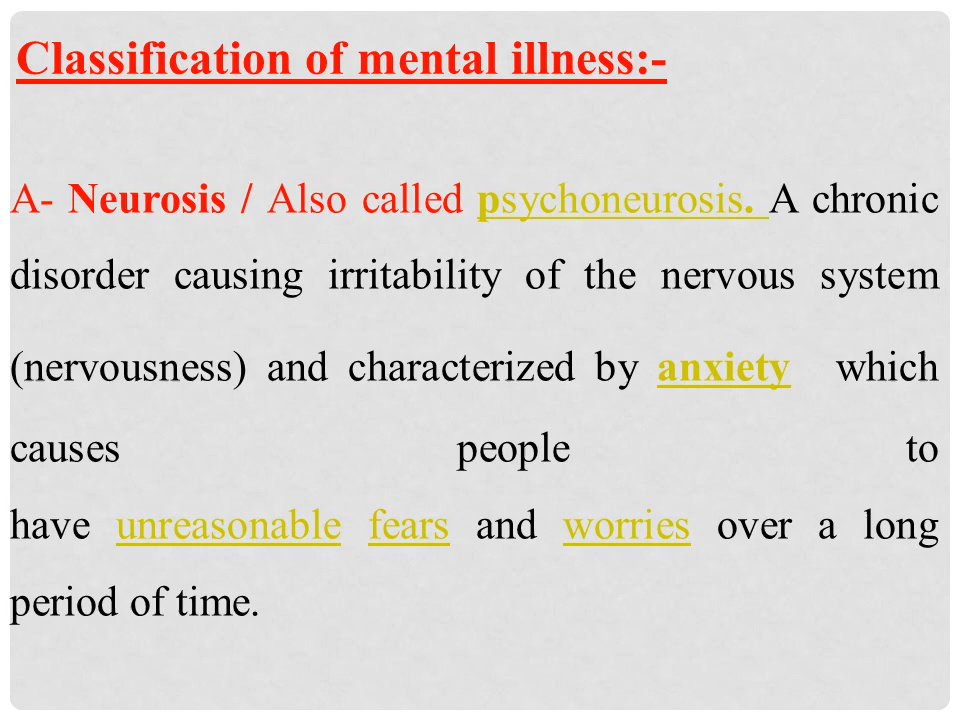 Classification of mental illness:-
A- Neurosis / Also called psychoneurosis. A chronic
disorder causing irritability of the nervous system
(nervousness) and characterized by anxiety which
causes people to
have unreasonable fears and worries over a long
period of time.